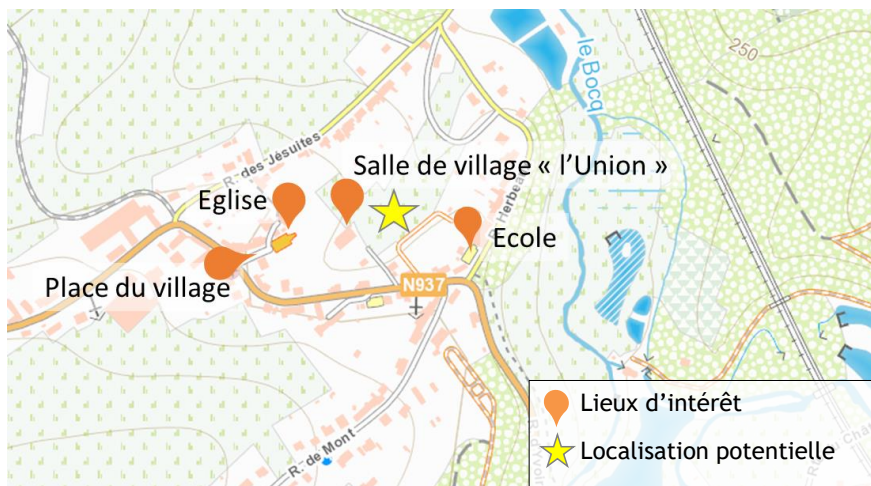 250
le Bocq
R. des Jésuites
Salle de village « l’Union »
Eglise
Herbea
Ecole
Place du village
N937
R. de Mont
Lieux d’intérêt
Localisation potentielle